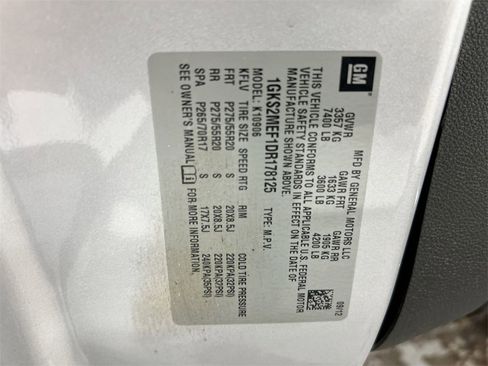 GM
MFD BY GENERAL MOTORS LLC
09/12
GVWR GAWR FRT GAWR RR
3357 KG 1633 KG 1905 KG
7400 LB 3600 LB 4200 LB
THIS VEHICLE CONFORMS TO ALL APPLICABLE U.S. FEDERAL MOTOR
VEHICLE SAFETY STANDARDS IN EFFECT ON THE DATE OF
MANUFACTURE SHOWN ABOVE.
1GKS2MEF1DR178125 TYPE: M.P.V.
MODEL: K10906
KFLV TIRE SIZE SPEED RTG RIM COLD TIRE PRESSURE
FRT P275/55R20 S 20X8.5J 220KPA(32PSI)
RR P275/55R20 S 20X8.5J 220KPA(32PSI)
SPA P265/70R17 S 17X7.5J 240KPA(35PSI)
SEE OWNER'S MANUAL i FOR MORE INFORMATION.